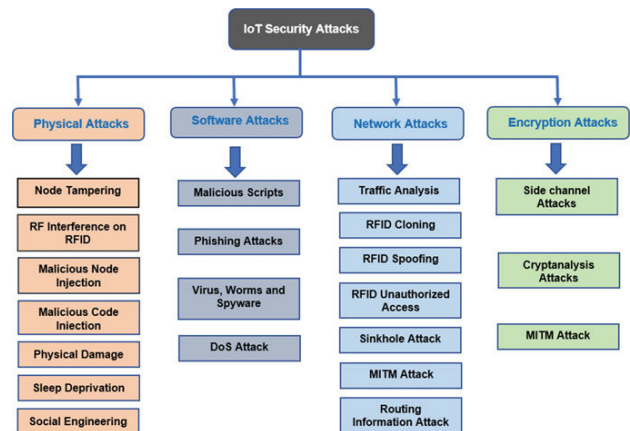 IoT Security Attacks
Physical Attacks
Software Attacks
Network Attacks
Encryption Attacks
Node Tampering
RF Interference on
RFID
Malicious Node
Injection
Malicious Code
Injection
Physical Damage
Sleep Deprivation
Social Engineering
Malicious Scripts
Phishing Attacks
Virus, Worms and
Spyware
DoS Attack
Traffic Analysis
RFID Cloning
RFID Spoofing
RFID Unauthorized
Access
Sinkhole Attack
MITM Attack
Routing
Information Attack
Side channel
Attacks
Cryptanalysis
Attacks
MITM Attack